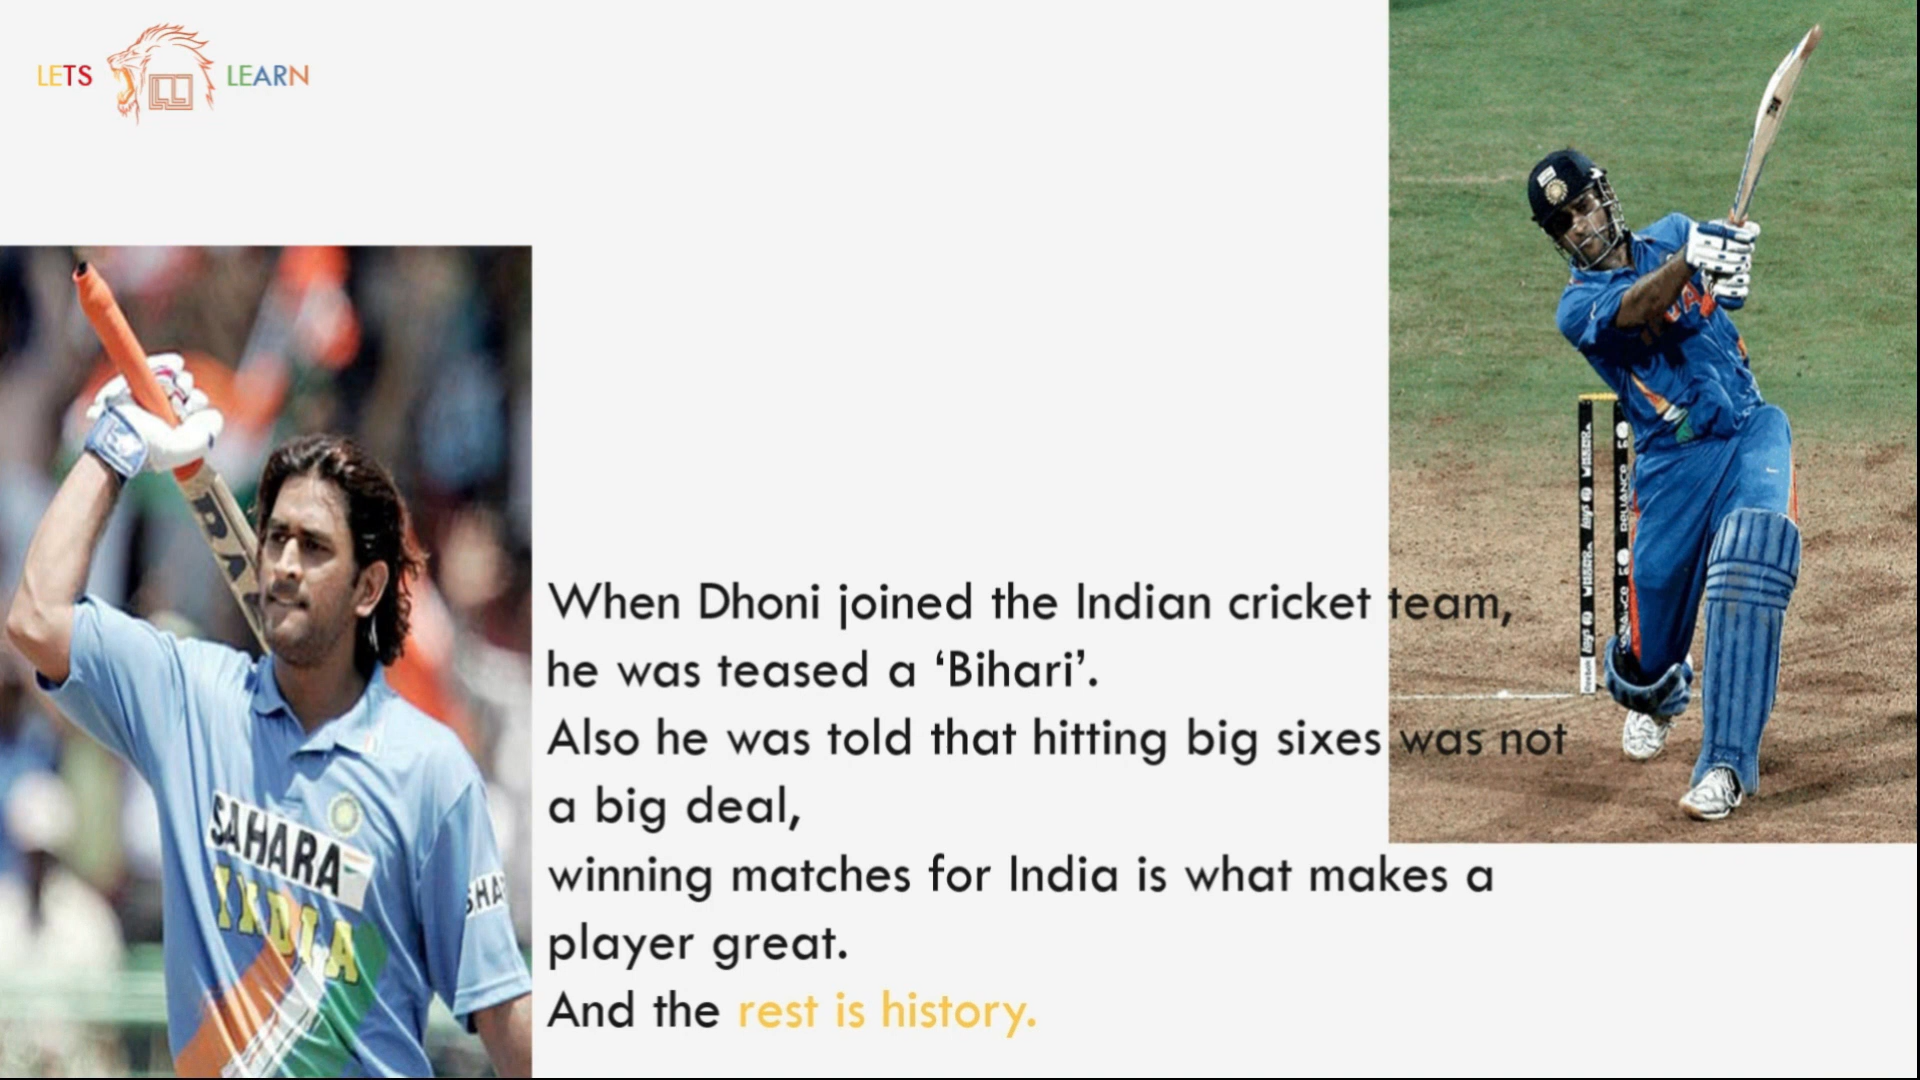 LETS LEARN
When Dhoni joined the Indian cricket team,
he was teased a ‘Bihari’.
Also he was told that hitting big sixes was not
a big deal,
winning matches for India is what makes a
player great.
And the rest is history.
SAHARA
INDIA